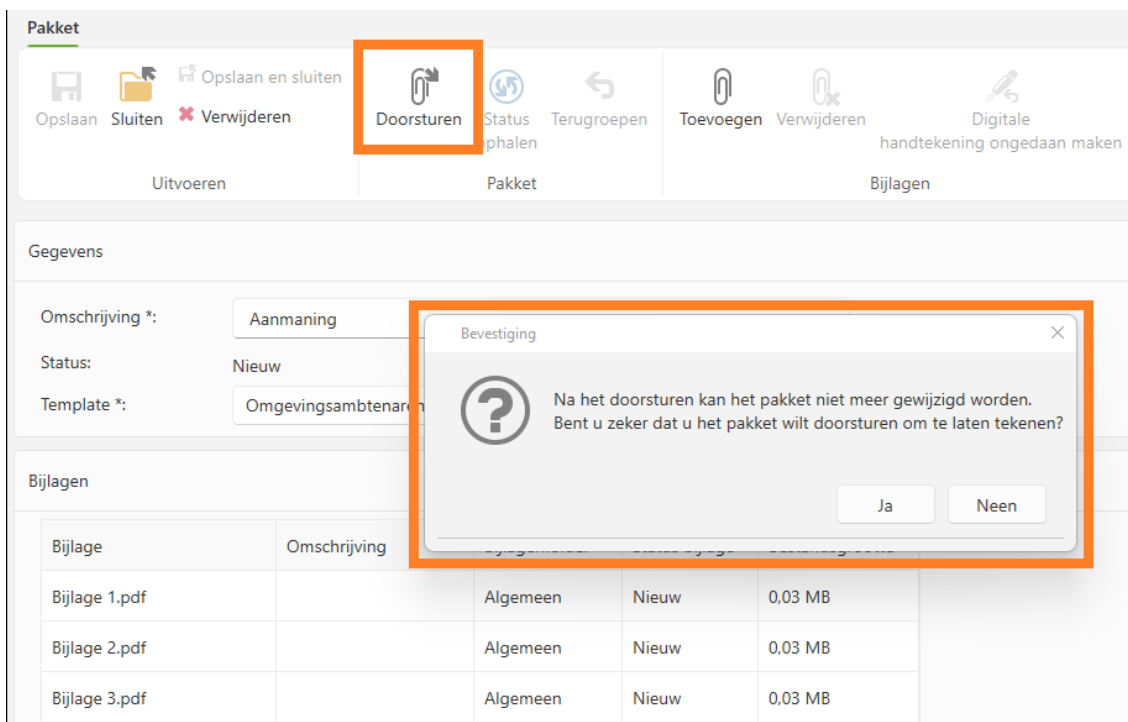 Pakket
Opslaan
Sluiten
Opslaan en sluiten
Verwijderen
Uitvoeren
Doorsturen
Status
ophalen
Terugroepen
Pakket
Toevoegen
Verwijderen
Digitale
handtekening ongedaan maken
Bijlagen
Gegevens
Omschrijving *:
Aanmaning
Status:
Nieuw
Template *:
Omgevingsambtenaren
Bevestiging
Na het doorsturen kan het pakket niet meer gewijzigd worden.
Bent u zeker dat u het pakket wilt doorsturen om te laten tekenen?
Ja
Neen
Bijlagen
Bijlage
Omschrijving
Bijlage 1.pdf
Algemeen
Nieuw
0,03 MB
Bijlage 2.pdf
Algemeen
Nieuw
0,03 MB
Bijlage 3.pdf
Algemeen
Nieuw
0,03 MB